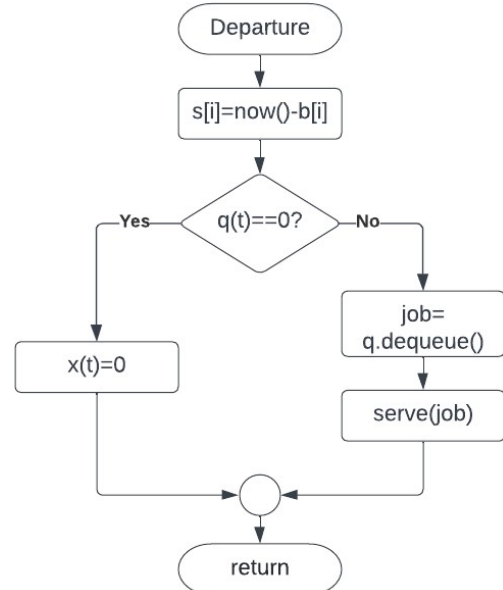 Departure
s[i]=now()-b[i]
q(t)==0?
Yes
No
x(t)=0
job=
q.dequeue()
serve(job)
return